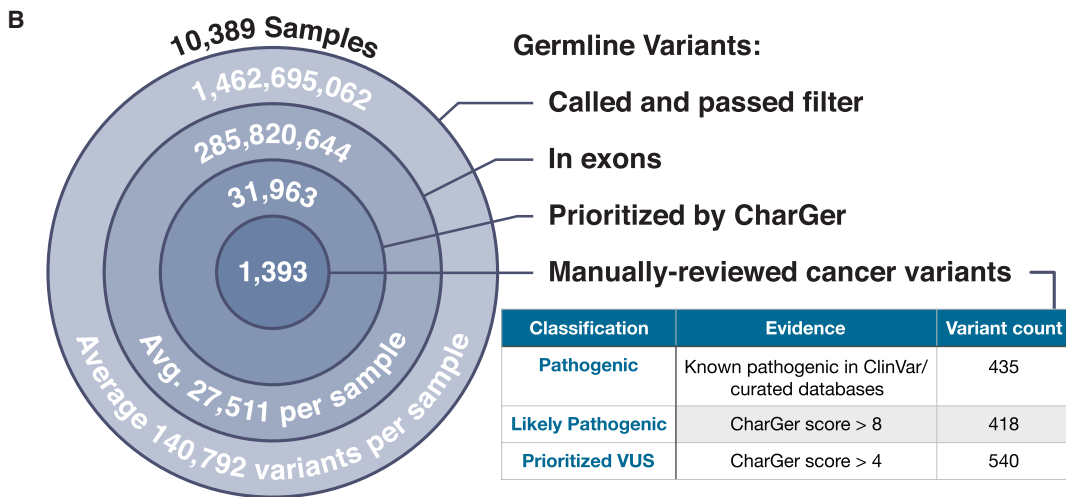 B
10,389 Samples
1,462,695,062
285,820,644
31,963
1,393
Avg. 27,511 per sample
Average 140,792 variants per sample
Germline Variants:
Called and passed filter
In exons
Prioritized by CharGer
Manually-reviewed cancer variants
Classification Evidence Variant count
Pathogenic Known pathogenic in ClinVar/ 435
curated databases
Likely Pathogenic CharGer score > 8 418
Prioritized VUS CharGer score > 4 540